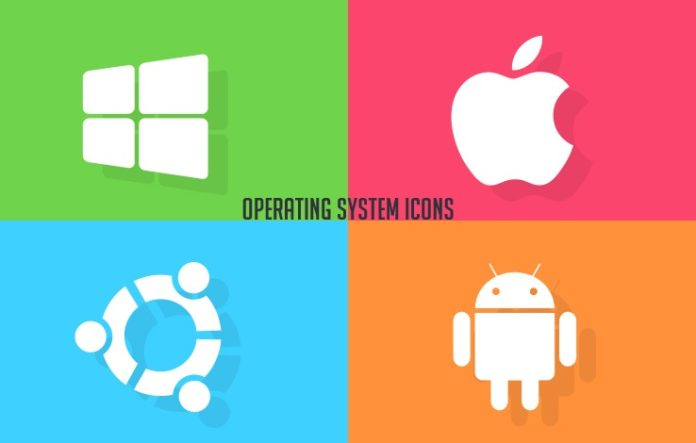 OPERATING SYSTEM ICONS